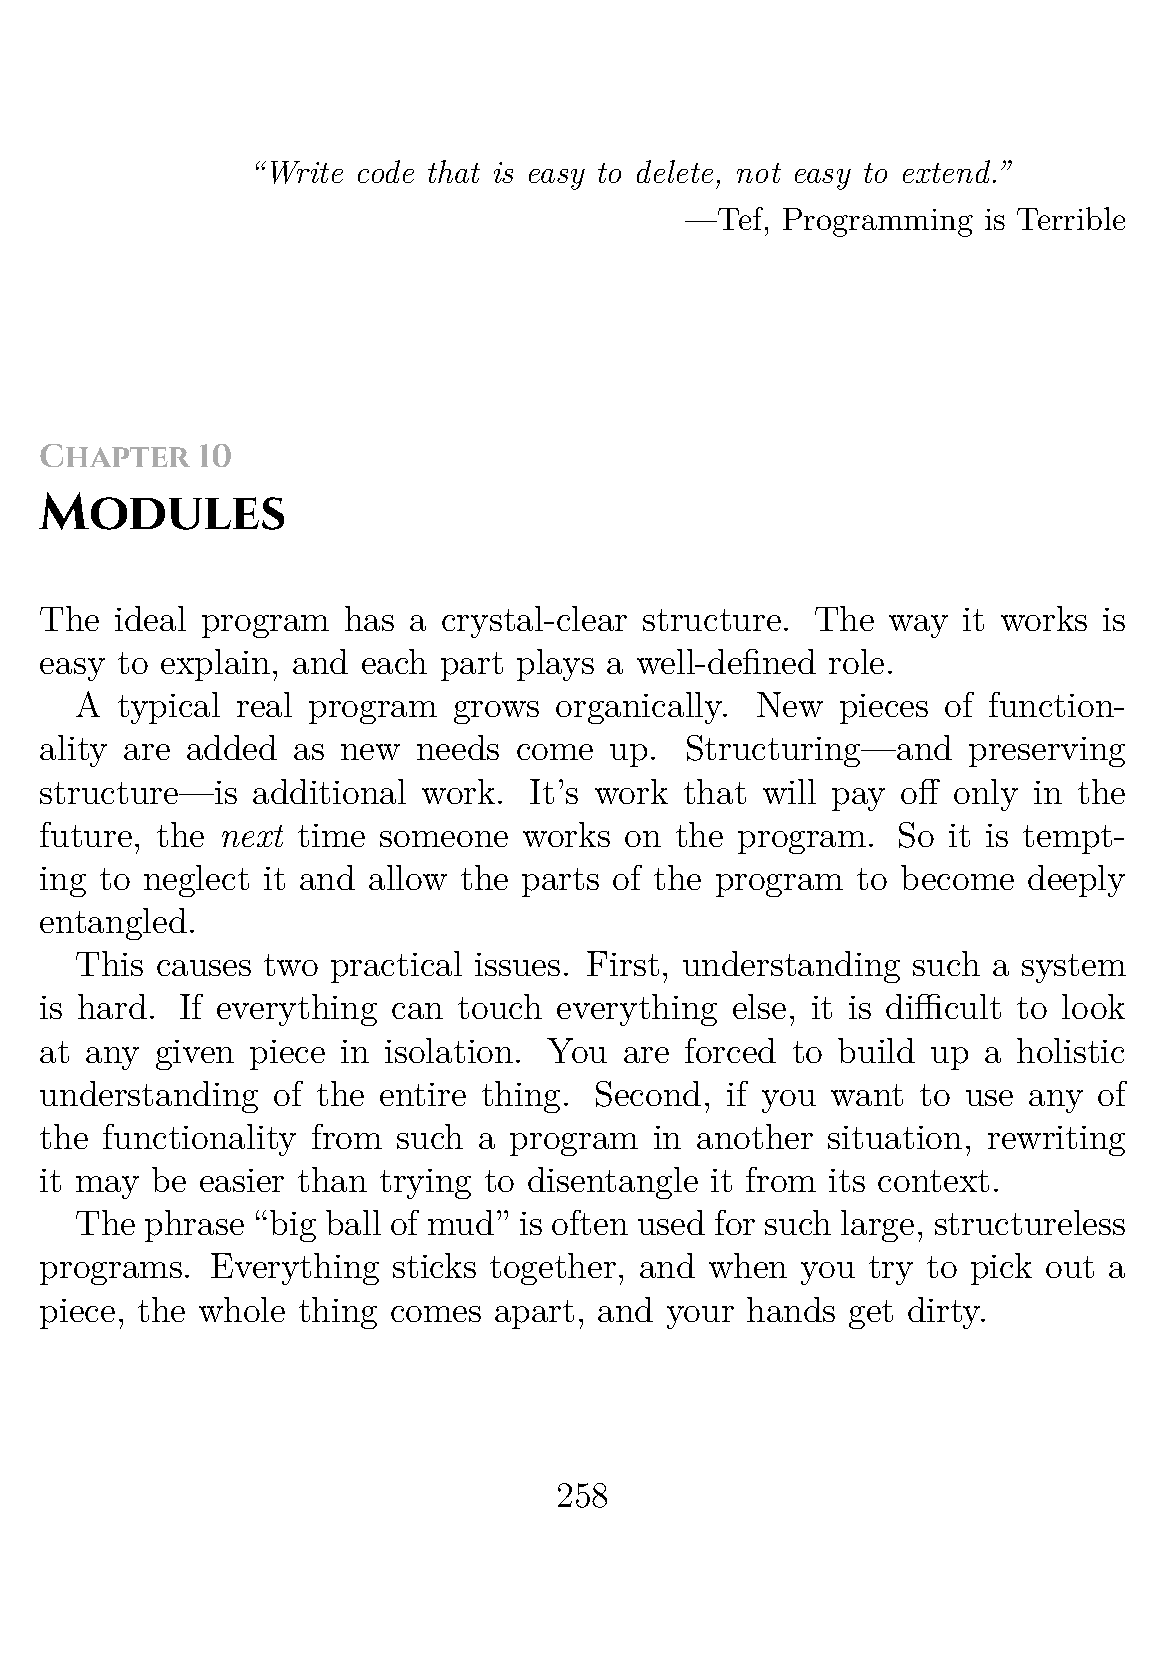 “Write code that is easy to delete, not easy to extend.”
—Tef, Programming is Terrible
Chapter 10
Modules
The ideal program has a crystal-clear structure. The way it works is
easy to explain, and each part plays a well-defined role.
A typical real program grows organically. New pieces of function-
ality are added as new needs come up. Structuring—and preserving
structure—is additional work. It’s work that will pay off only in the
future, the next time someone works on the program. So it is tempt-
ing to neglect it and allow the parts of the program to become deeply
entangled.
This causes two practical issues. First, understanding such a system
is hard. If everything can touch everything else, it is difficult to look
at any given piece in isolation. You are forced to build up a holistic
understanding of the entire thing. Second, if you want to use any of
the functionality from such a program in another situation, rewriting
it may be easier than trying to disentangle it from its context.
The phrase “big ball of mud” is often used for such large, structureless
programs. Everything sticks together, and when you try to pick out a
piece, the whole thing comes apart, and your hands get dirty.
258